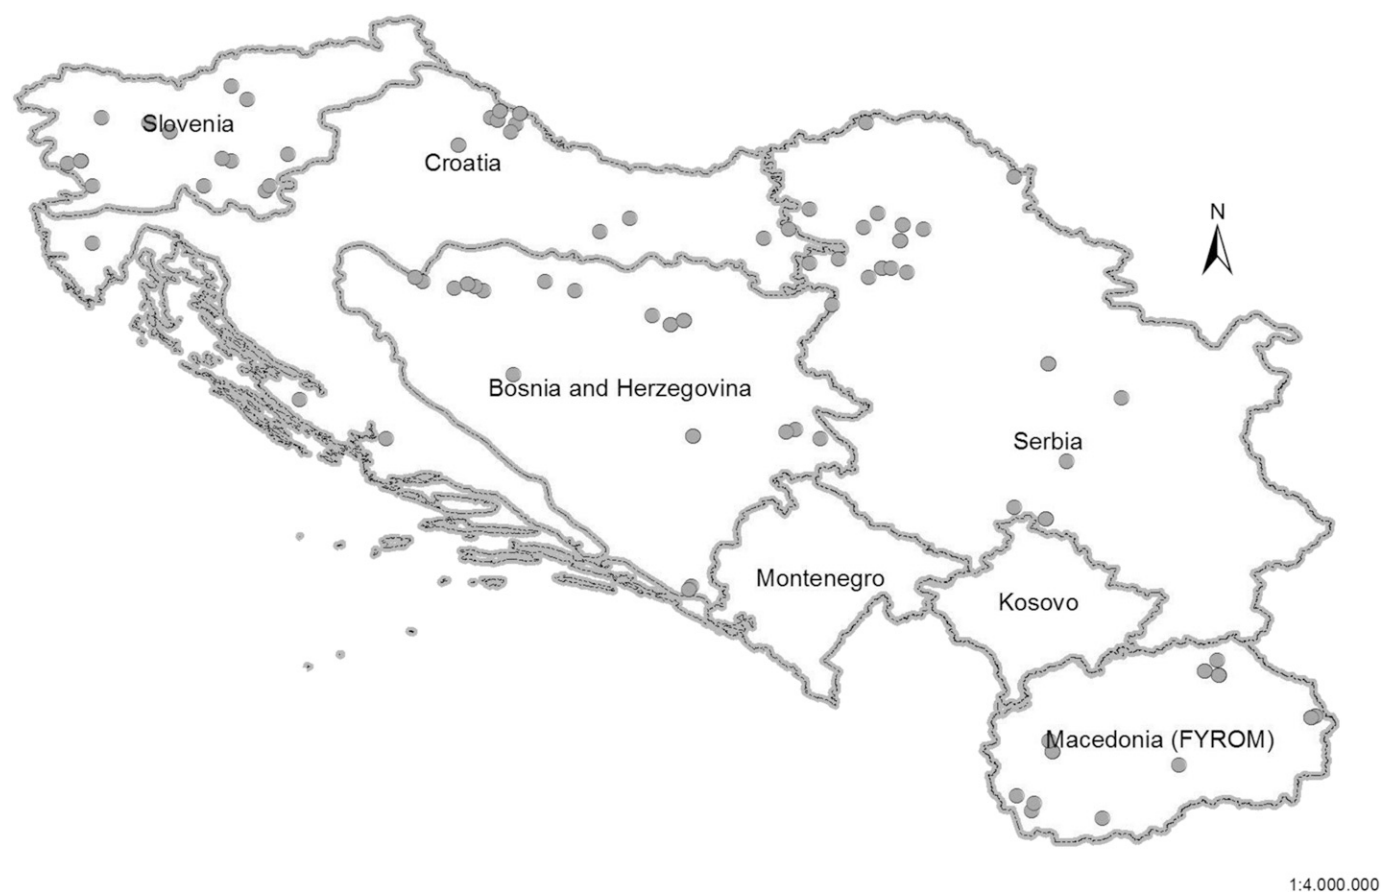 Slovenia
Croatia
N
Bosnia and Herzegovina
Serbia
Montenegro
Kosovo
Macedonia (FYROM)
1:4.000.000